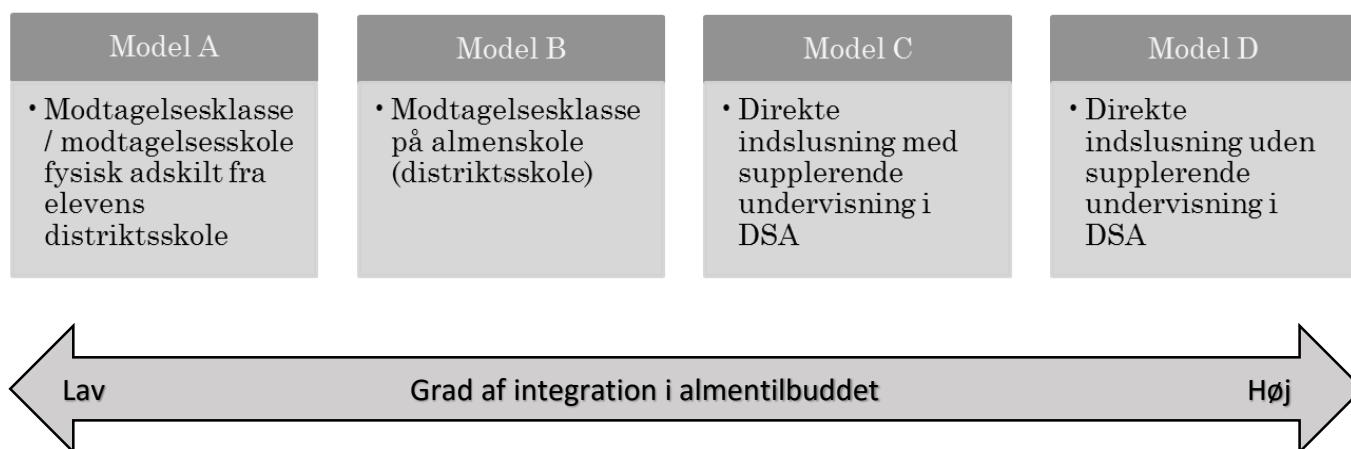 Model A
• Modtagelsesklasse
/ modtagelsesskole
fysisk adskilt fra
elevens
distriktsskole
Model B
• Modtagelsesklasse
på almenskole
(distriktsskole)
Model C
• Direkte
indslusning med
supplerende
undervisning i
DSA
Model D
• Direkte
indslusning uden
supplerende
undervisning i
DSA
Lav Grad af integration i almentilbuddet Høj